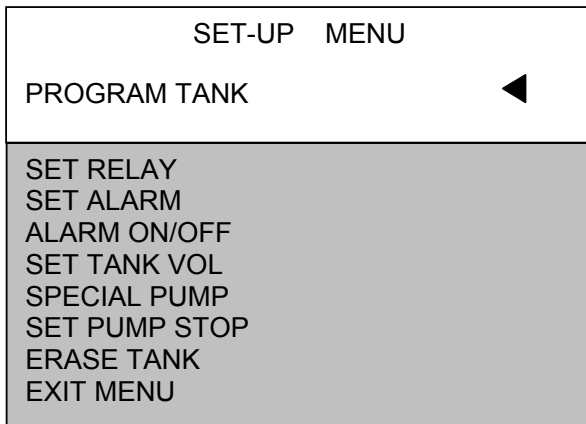 SET-UP MENU
PROGRAM TANK
SET RELAY
SET ALARM
ALARM ON/OFF
SET TANK VOL
SPECIAL PUMP
SET PUMP STOP
ERASE TANK
EXIT MENU